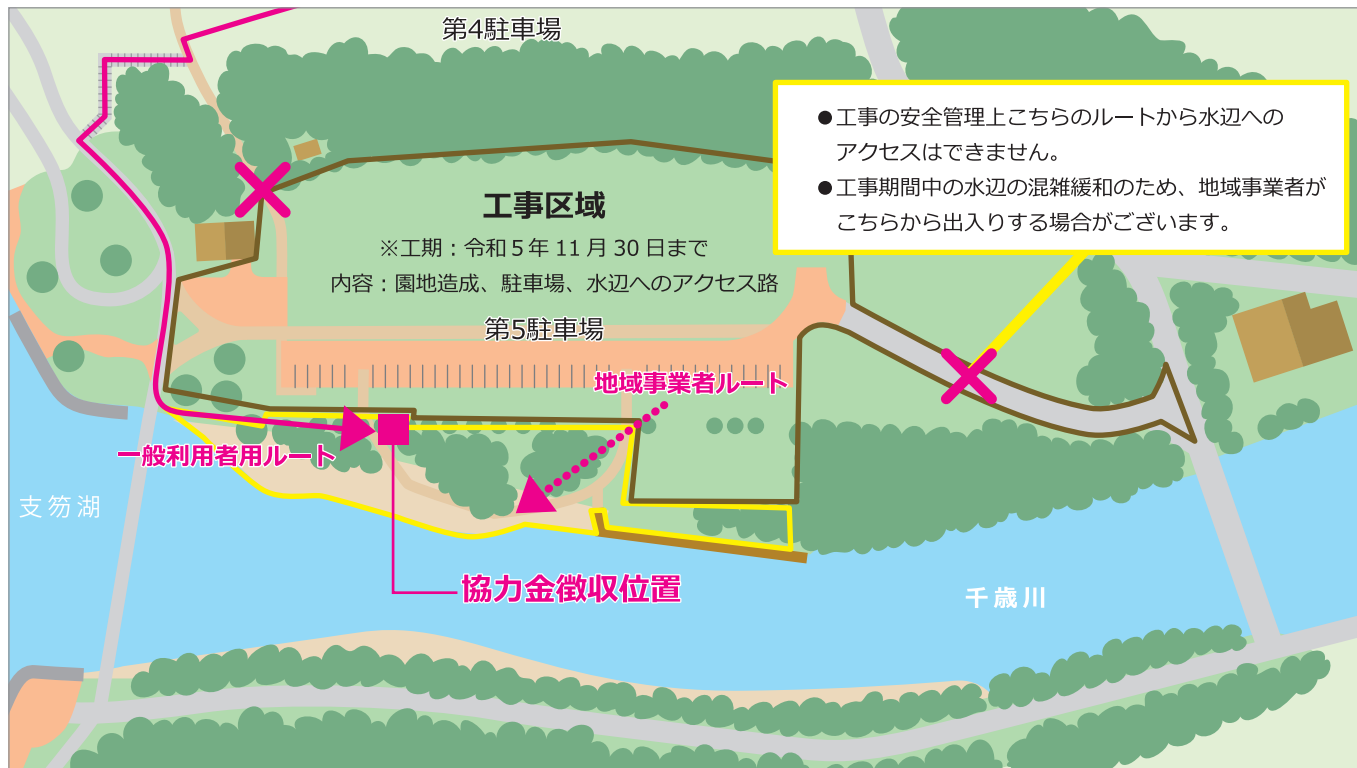 第4駐車場
●工事の安全管理上こちらのルートから水辺への
アクセスはできません。
●工事期間中の水辺の混雑緩和のため、地域事業者が
こちらから出入りする場合がございます。
工事区域
※工期：令和5年11月30日まで
内容：園地造成、駐車場、水辺へのアクセス路
第5駐車場
地域事業者ルート
一般利用者用ルート
支笏湖
協力金徴収位置
千歳川